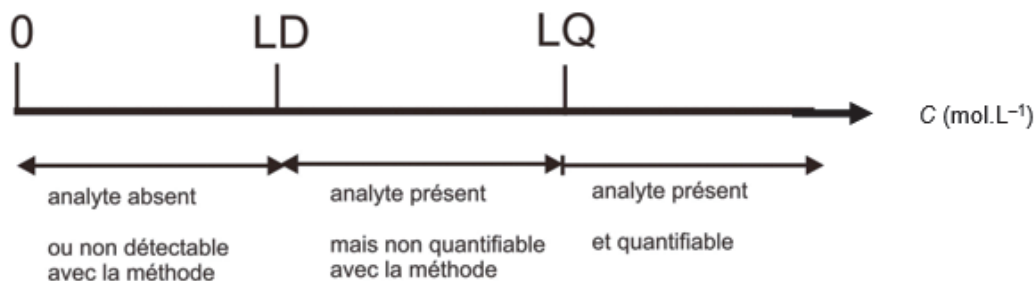 0 LD LQ
C (mol.L⁻¹)
analyte absent
ou non détectable
avec la méthode
analyte présent
mais non quantifiable
avec la méthode
analyte présent
et quantifiable